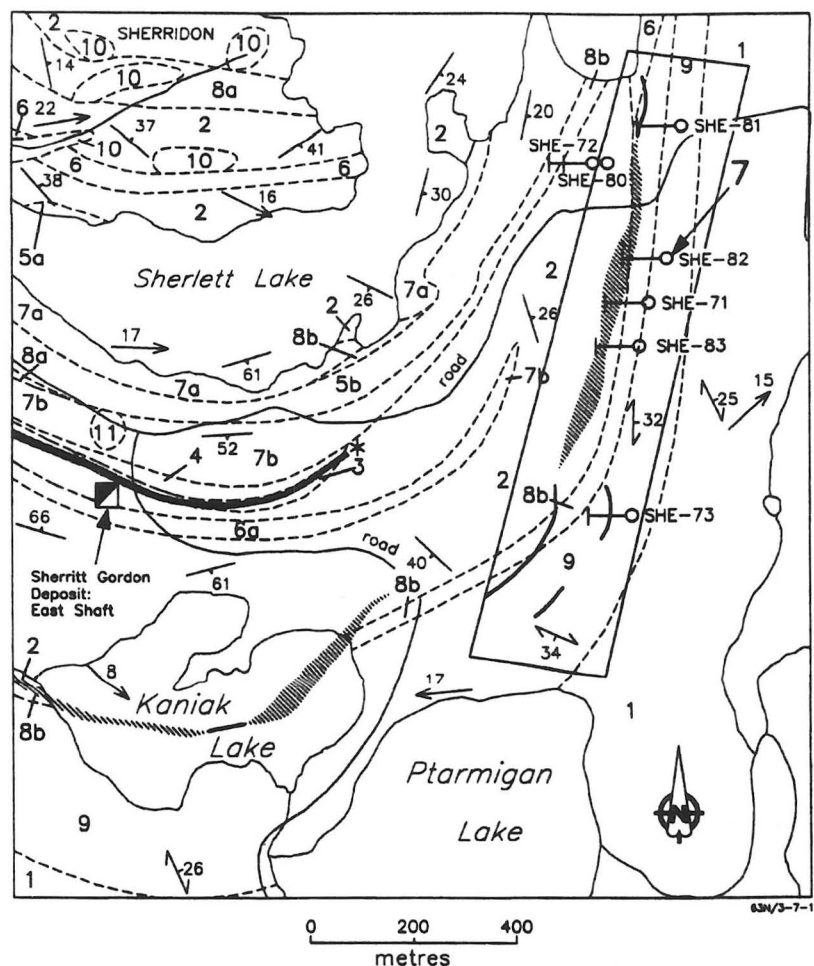 2
SHERRIDON
10
10
14
10
8a
2
8b
6
1
9
24
20
6
22
37
10
2
41
10
6
6
38
16
2
5a
2
30
SHE-72
SHE-80
SHE-81
7
Sherlett Lake
26
7a
2
SHE-82
7a
17
2
8b
61
5b
road
26
SHE-71
SHE-83
8a
7a
7b
7b
25
15
11
52
7b
4
3
32
2
8b
SHE-73
66
6a
road
40
9
Sherritt Gordon
Deposit:
East Shaft
61
8b
34
2
8
Kaniak
Lake
17
8b
1
Ptarmigan
Lake
N
9
26
1
63N/3-7-1
0 200 400
metres